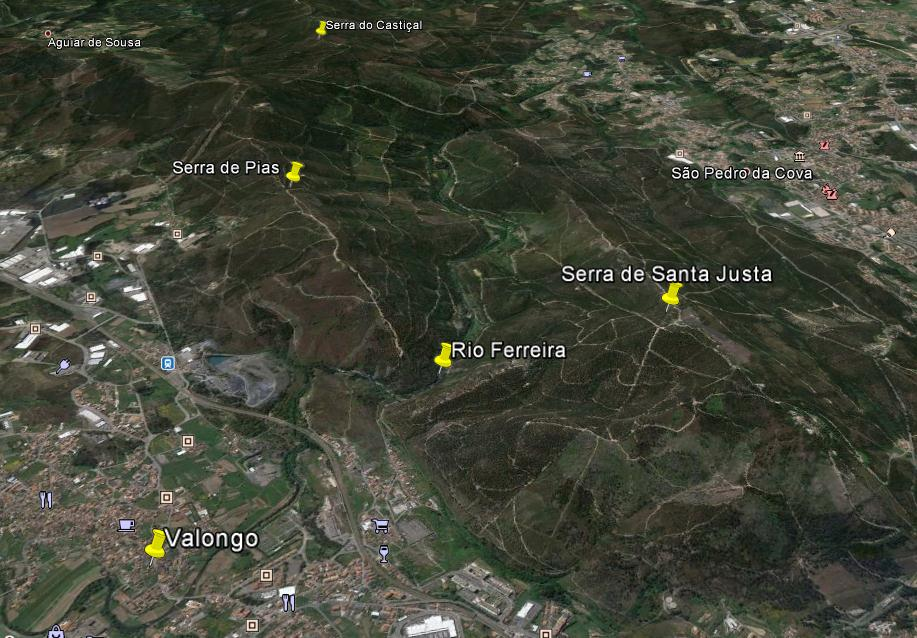 Serra do Castiçal
Aguiar de Sousa
Serra de Pias
São Pedro da Cova
Serra de Santa Justa
Rio Ferreira
Valongo